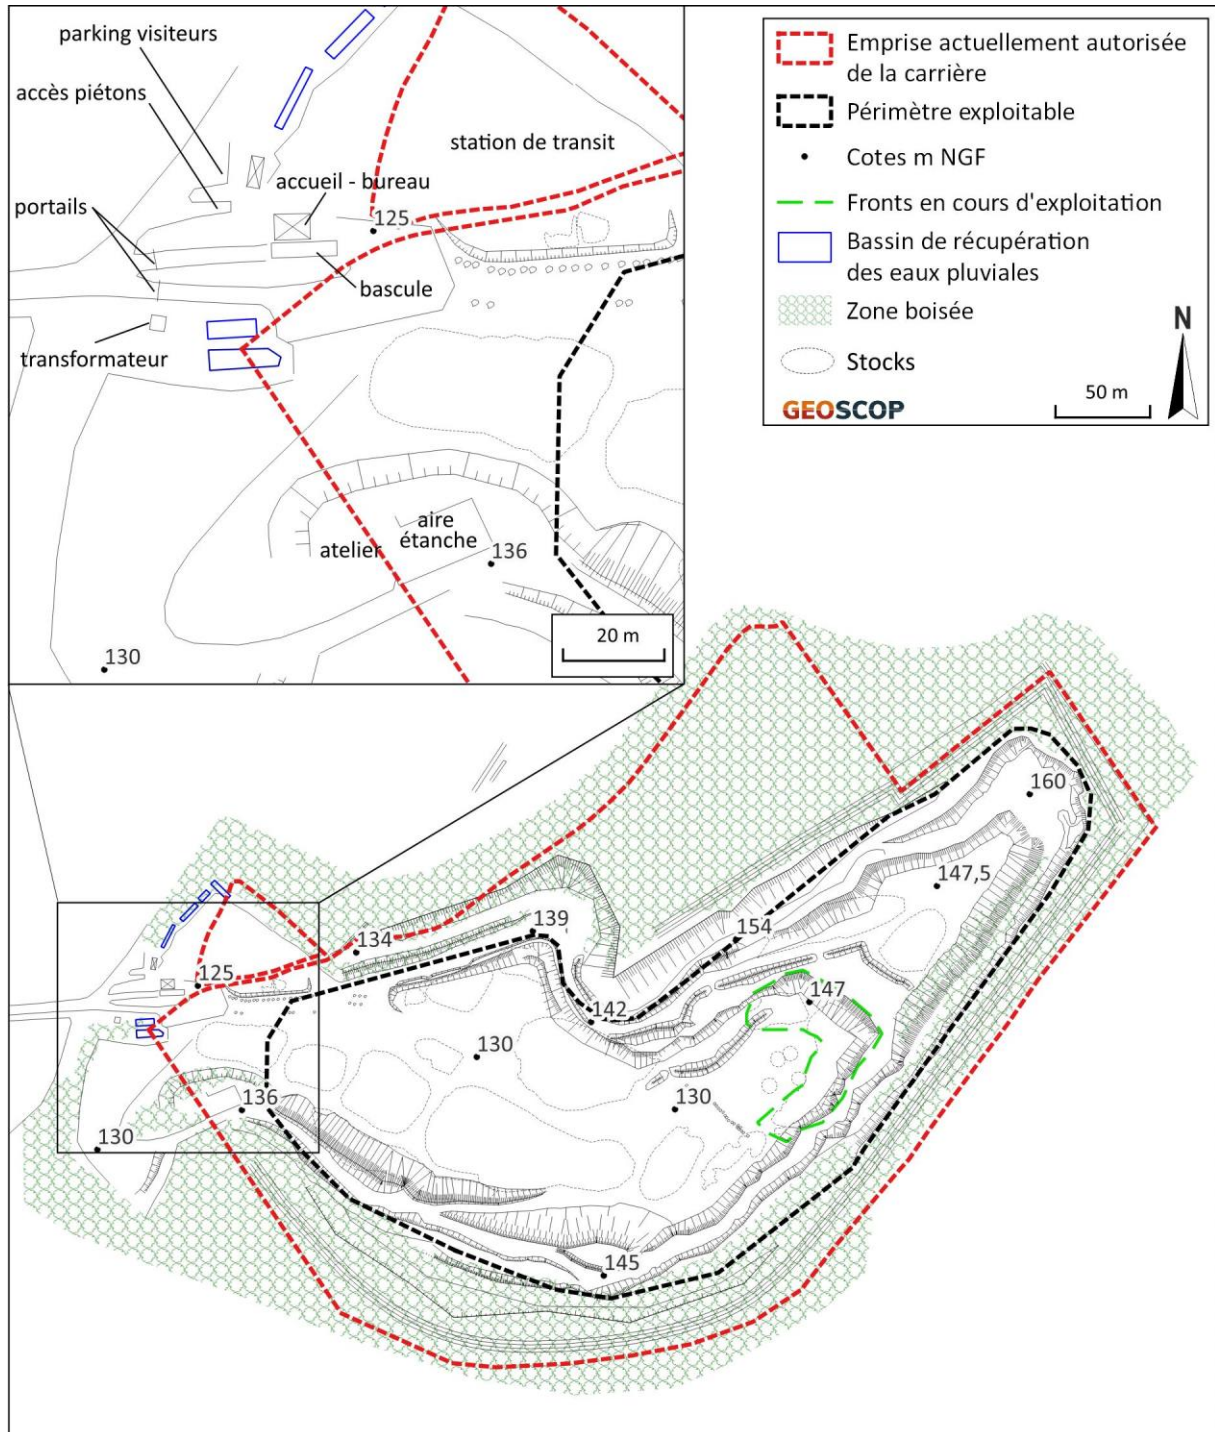 parking visiteurs
accès piétons
station de transit
accueil - bureau
portails
125
bascule
transformateur
aire
étanche
atelier
136
130
20 m
Emprise actuellement autorisée
de la carrière
Périmètre exploitable
Cotes m NGF
Fronts en cours d'exploitation
Bassin de récupération
des eaux pluviales
Zone boisée
N
Stocks
50 m
GEOSCOP
160
147,5
139
154
134
125
147
142
130
130
136
130
145